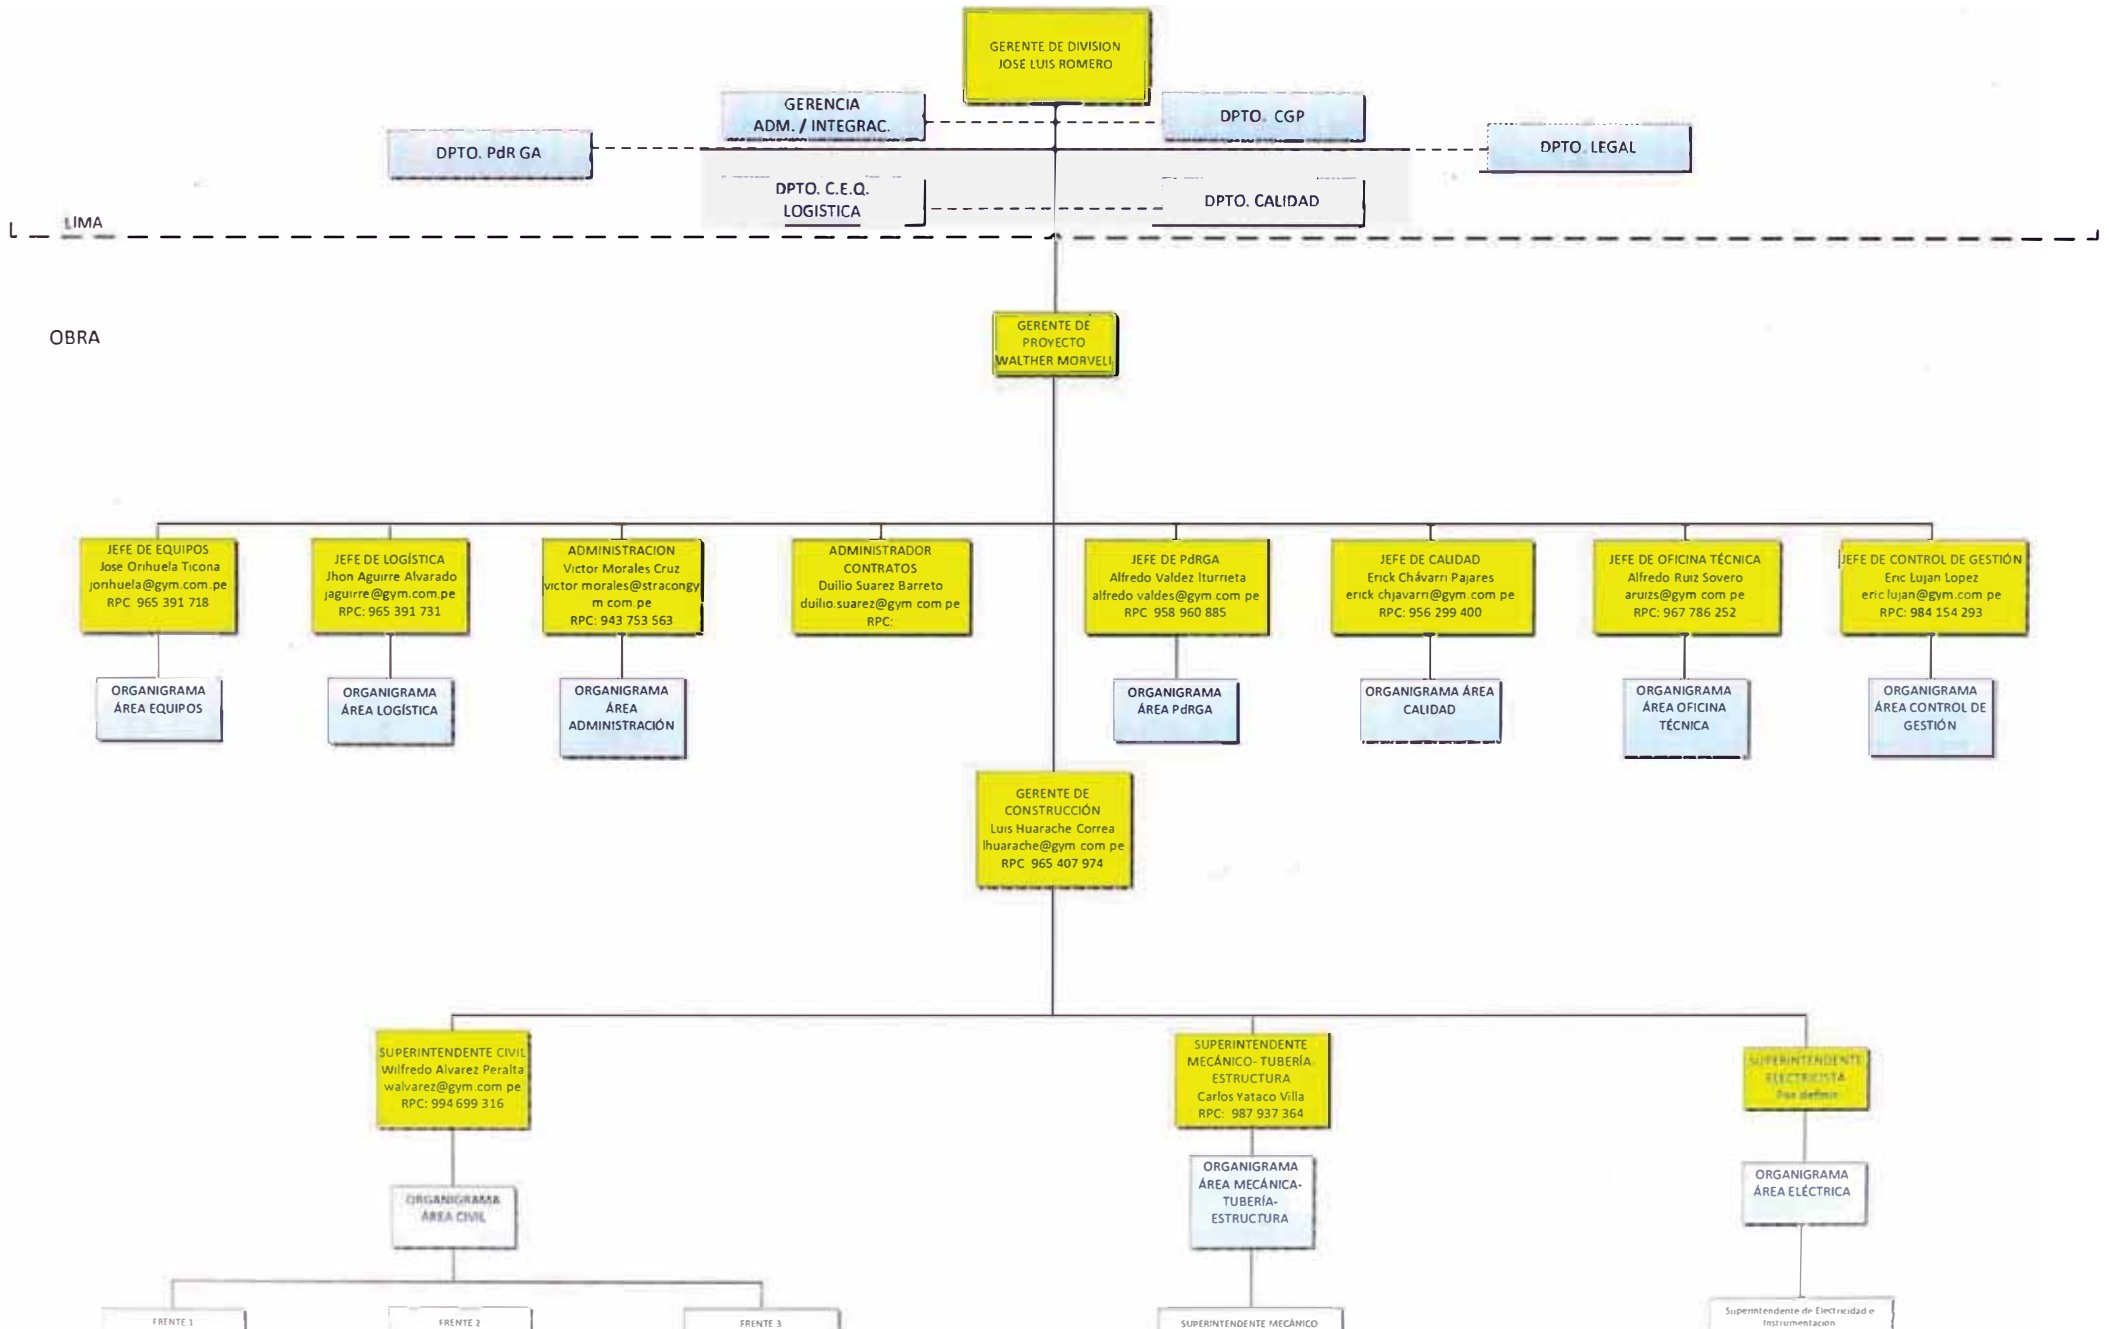 GERENTE DE DIVISION
JOSÉ LUIS ROMERO
GERENCIA
ADM. / INTEGRAC.
DPTO. CGP
DPTO. PdR GA
DPTO. LEGAL
DPTO. C.E.Q.
LOGISTICA
DPTO. CALIDAD
LIMA
OBRA
GERENTE DE
PROYECTO
WALTHER MORVELI
JEFE DE EQUIPOS
Jose Orihuela Ticona
jorihuela@gym.com.pe
RPC 965 391 718
JEFE DE LOGÍSTICA
Jhon Aguirre Alvarado
jaguirre@gym.com.pe
RPC: 965 391 731
ADMINISTRACION
Victor Morales Cruz
victor morales@stracongy
m com.pe
RPC: 943 753 563
ADMINISTRADOR
CONTRATOS
Duilio Suarez Barreto
duilio.suarez@gym com pe
RPC:
JEFE DE PdRGA
Alfredo Valdez Iturrieta
alfredo valdes@gym com pe
RPC 958 960 885
JEFE DE CALIDAD
Erick Chávarri Pajares
erick chjavarri@gym.com pe
RPC: 956 299 400
JEFE DE OFICINA TÉCNICA
Alfredo Ruiz Sovero
aruizs@gym com pe
RPC: 967 786 252
JEFE DE CONTROL DE GESTIÓN
Eric Lujan Lopez
eric lujan@gym com pe
RPC: 984 154 293
ORGANIGRAMA
ÁREA EQUIPOS
ORGANIGRAMA
ÁREA LOGÍSTICA
ORGANIGRAMA
ÁREA
ADMINISTRACIÓN
ORGANIGRAMA
ÁREA PdRGA
ORGANIGRAMA ÁREA
CALIDAD
ORGANIGRAMA
ÁREA OFICINA
TÉCNICA
ORGANIGRAMA
ÁREA CONTROL DE
GESTIÓN
GERENTE DE
CONSTRUCCIÓN
Luis Huarache Correa
lhuarache@gym com pe
RPC 965 407 974
SUPERINTENDENTE CIVIL
Wilfredo Alvarez Peralta
walvarez@gym.com pe
RPC: 994 699 316
SUPERINTENDENTE
MECÁNICO- TUBERÍA-
ESTRUCTURA
Carlos Yataco Villa
RPC: 987 937 364
SUPERINTENDENTE
ELECTRICISTA
Por definir
ORGANIGRAMA
ÁREA CIVIL
ORGANIGRAMA
ÁREA MECÁNICA-
TUBERÍA-
ESTRUCTURA
ORGANIGRAMA
ÁREA ELÉCTRICA
FRENTE 1
FRENTE 2
FRENTE 3
SUPERINTENDENTE MECÁNICO
Superintendente de Electricidad e
Instrumentación